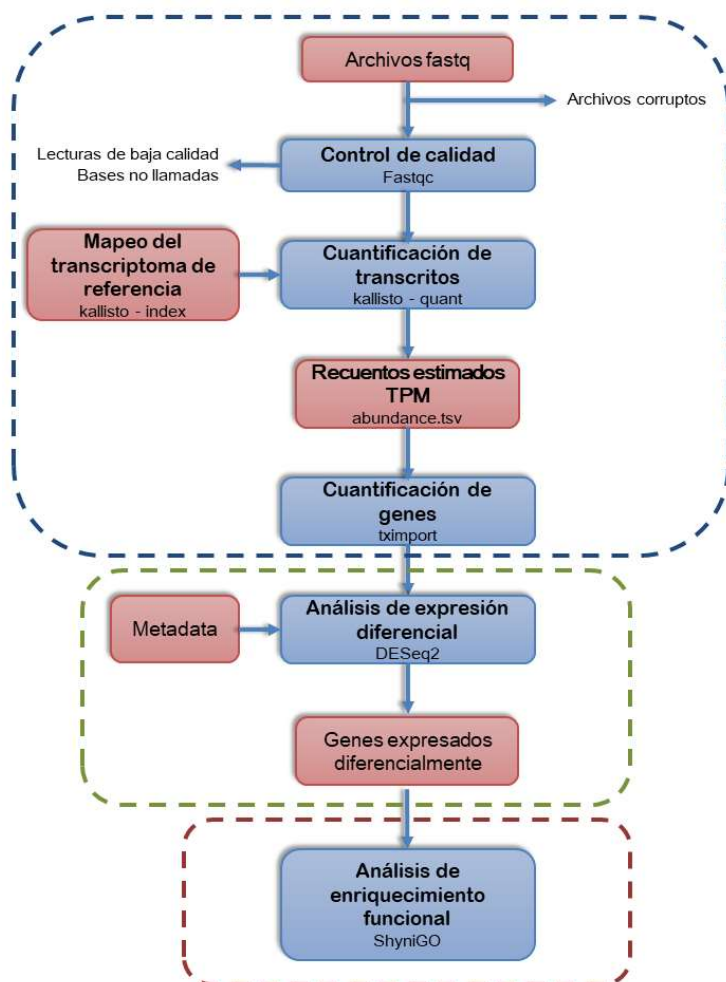 Archivos fastq
Archivos corruptos
Control de calidad
Fastqc
Lecturas de baja calidad
Bases no llamadas
Mapeo del
transcriptoma de
referencia
kallisto - index
Cuantificación de
transcritos
kallisto - quant
Recuentos estimados
TPM
abundance.tsv
Cuantificación de
genes
tximport
Metadata
Análisis de expresión
diferencial
DESeq2
Genes expresados
diferencialmente
Análisis de
enriquecimiento
funcional
ShyniGO